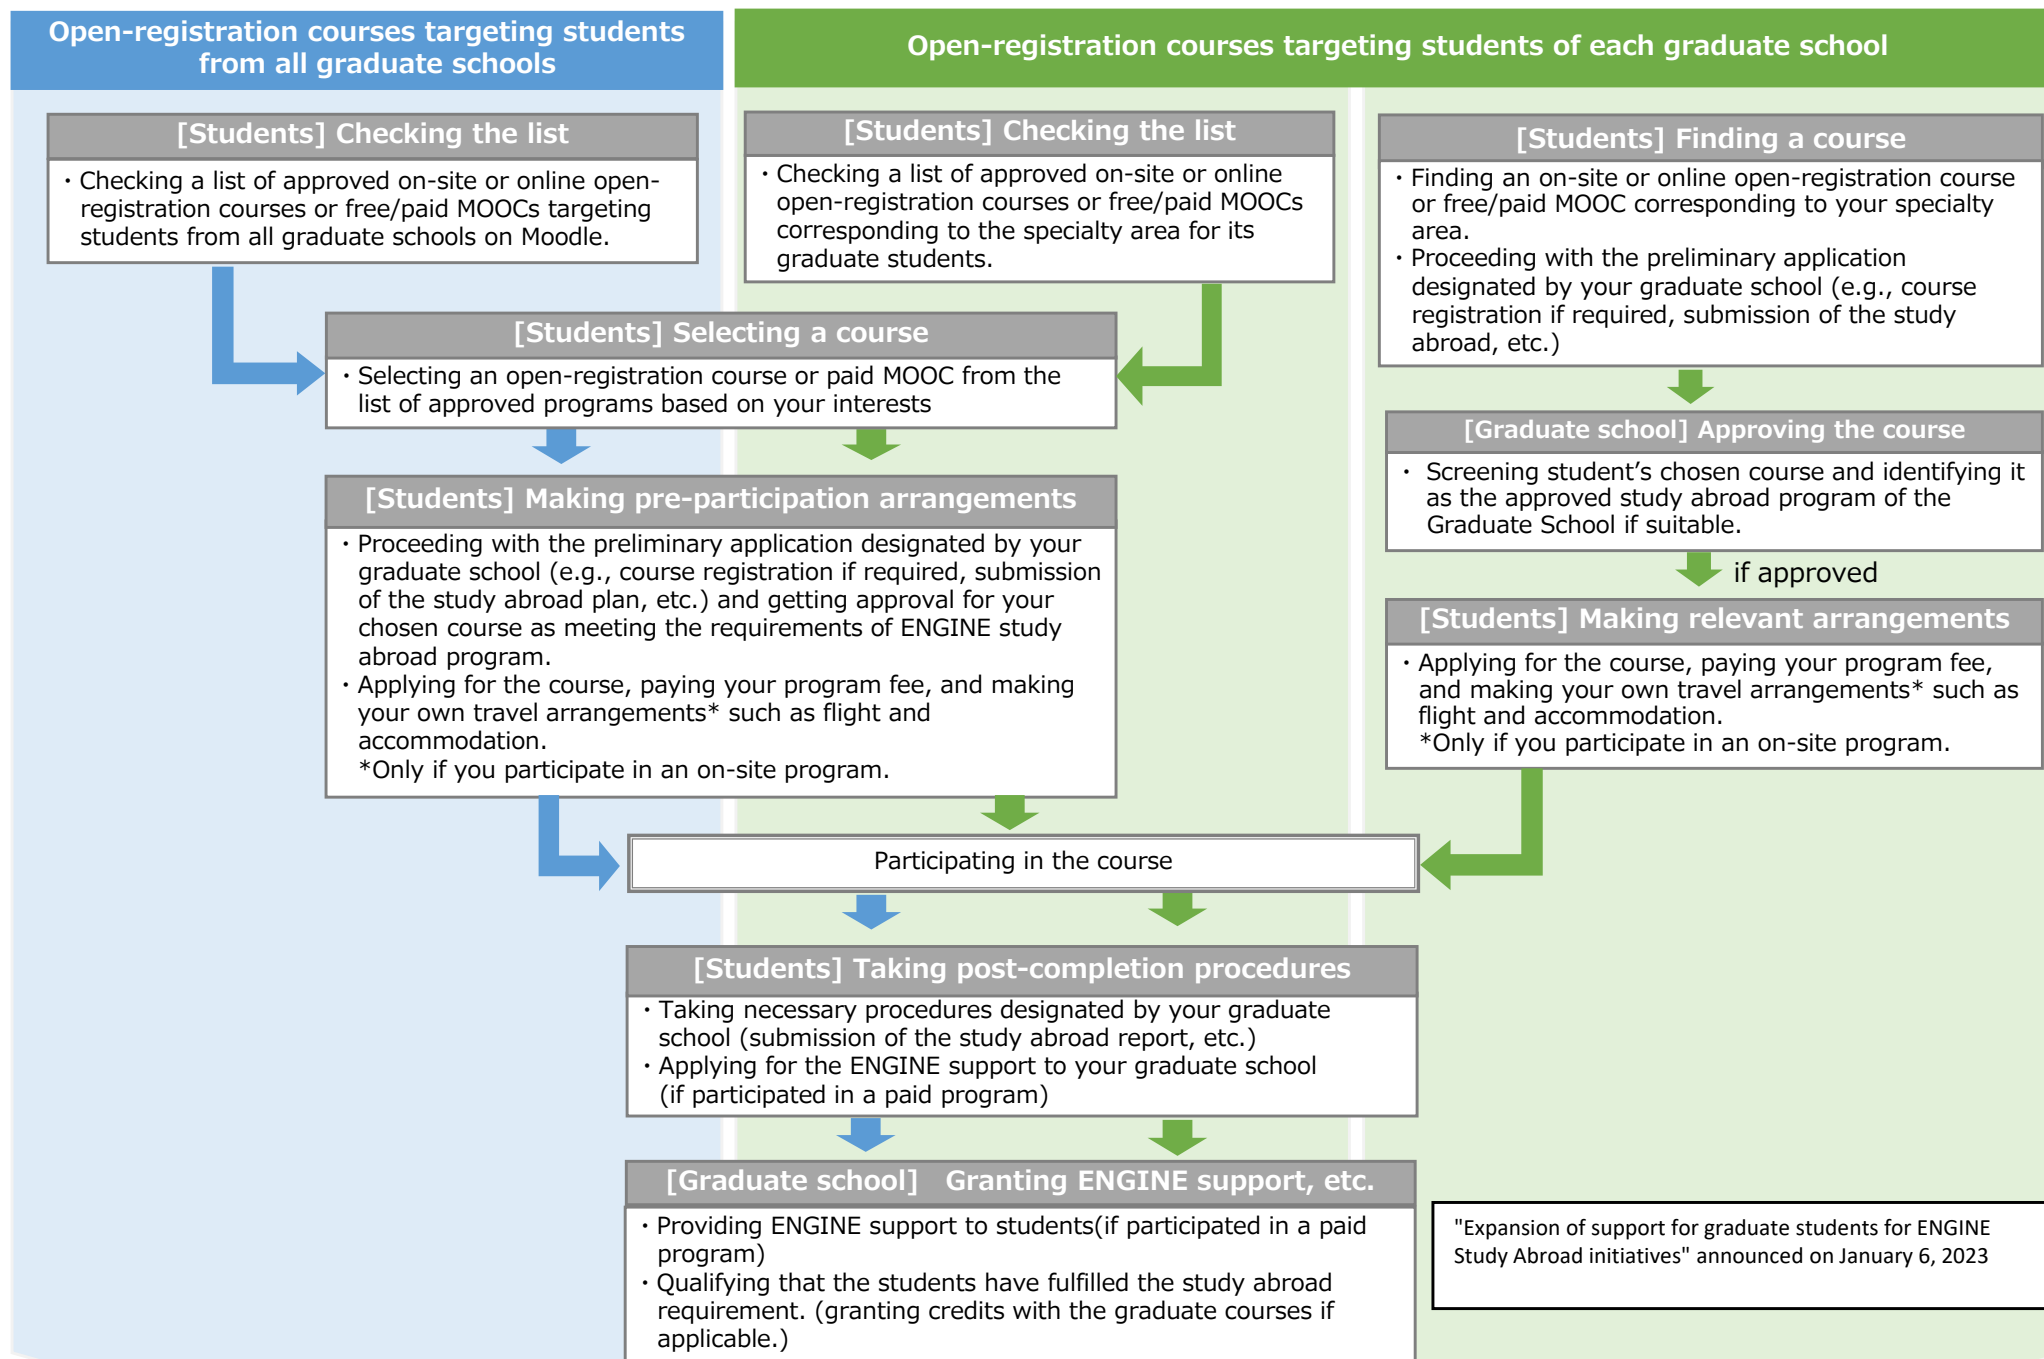 Open-registration courses targeting students
from all graduate schools
Open-registration courses targeting students of each graduate school
[Students] Checking the list
・Checking a list of approved on-site or online open-
registration courses or free/paid MOOCs targeting
students from all graduate schools on Moodle.
[Students] Checking the list
・Checking a list of approved on-site or online
open-registration courses or free/paid MOOCs
corresponding to the specialty area for its
graduate students.
[Students] Finding a course
・Finding an on-site or online open-registration course
or free/paid MOOC corresponding to your specialty
area.
・Proceeding with the preliminary application
designated by your graduate school (e.g., course
registration if required, submission of the study
abroad, etc.)
[Students] Selecting a course
・Selecting an open-registration course or paid MOOC from the
list of approved programs based on your interests
[Graduate school] Approving the course
・ Screening student's chosen course and identifying it
as the approved study abroad program of the
Graduate School if suitable.
if approved
[Students] Making pre-participation arrangements
・Proceeding with the preliminary application designated by your
graduate school (e.g., course registration if required, submission
of the study abroad plan, etc.) and getting approval for your
chosen course as meeting the requirements of ENGINE study
abroad program.
・Applying for the course, paying your program fee, and making
your own travel arrangements* such as flight and
accommodation.
*Only if you participate in an on-site program.
[Students] Making relevant arrangements
・Applying for the course, paying your program fee,
and making your own travel arrangements* such as
flight and accommodation.
*Only if you participate in an on-site program.
Participating in the course
[Students] Taking post-completion procedures
・Taking necessary procedures designated by your graduate
school (submission of the study abroad report, etc.)
・Applying for the ENGINE support to your graduate school
(if participated in a paid program)
[Graduate school] Granting ENGINE support, etc.
・Providing ENGINE support to students(if participated in a paid
program)
・Qualifying that the students have fulfilled the study abroad
requirement. (granting credits with the graduate courses if
applicable.)
"Expansion of support for graduate students for ENGINE
Study Abroad initiatives" announced on January 6, 2023